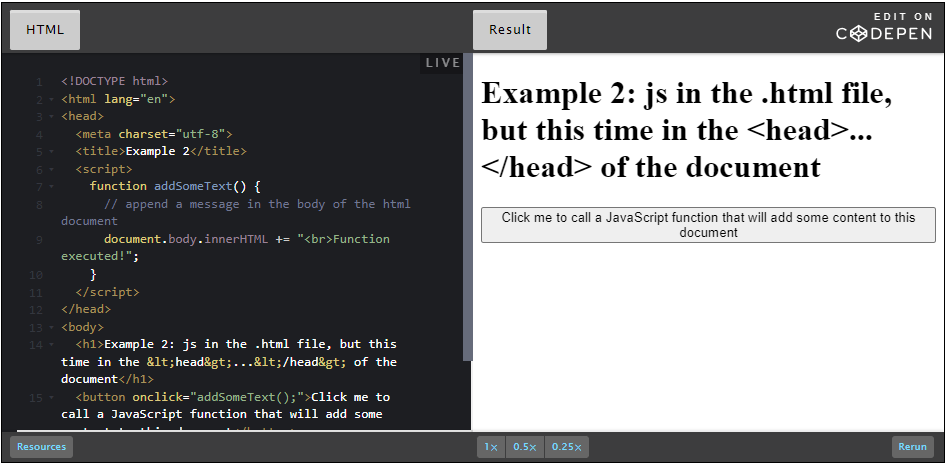 HTML
Result
EDIT ON
CODEPEN
LIVE
1 <!DOCTYPE html>
2 <html lang="en">
3 <head>
4 <meta charset="utf-8">
5 <title>Example 2</title>
6 <script>
7 function addSomeText() {
8 // append a message in the body of the html
document
9 document.body.innerHTML += "<br>Function
executed!";
10 }
11 </script>
12 </head>
13 <body>
14 <h1>Example 2: js in the .html file, but this
time in the &lt;head&gt;...&lt;/head&gt; of the
document</h1>
15 <button onclick="addSomeText();">Click me to
call a JavaScript function that will add some
Example 2: js in the .html file,
but this time in the <head>...
</head> of the document
Click me to call a JavaScript function that will add some content to this
document
Resources
1× 0.5× 0.25×
Rerun